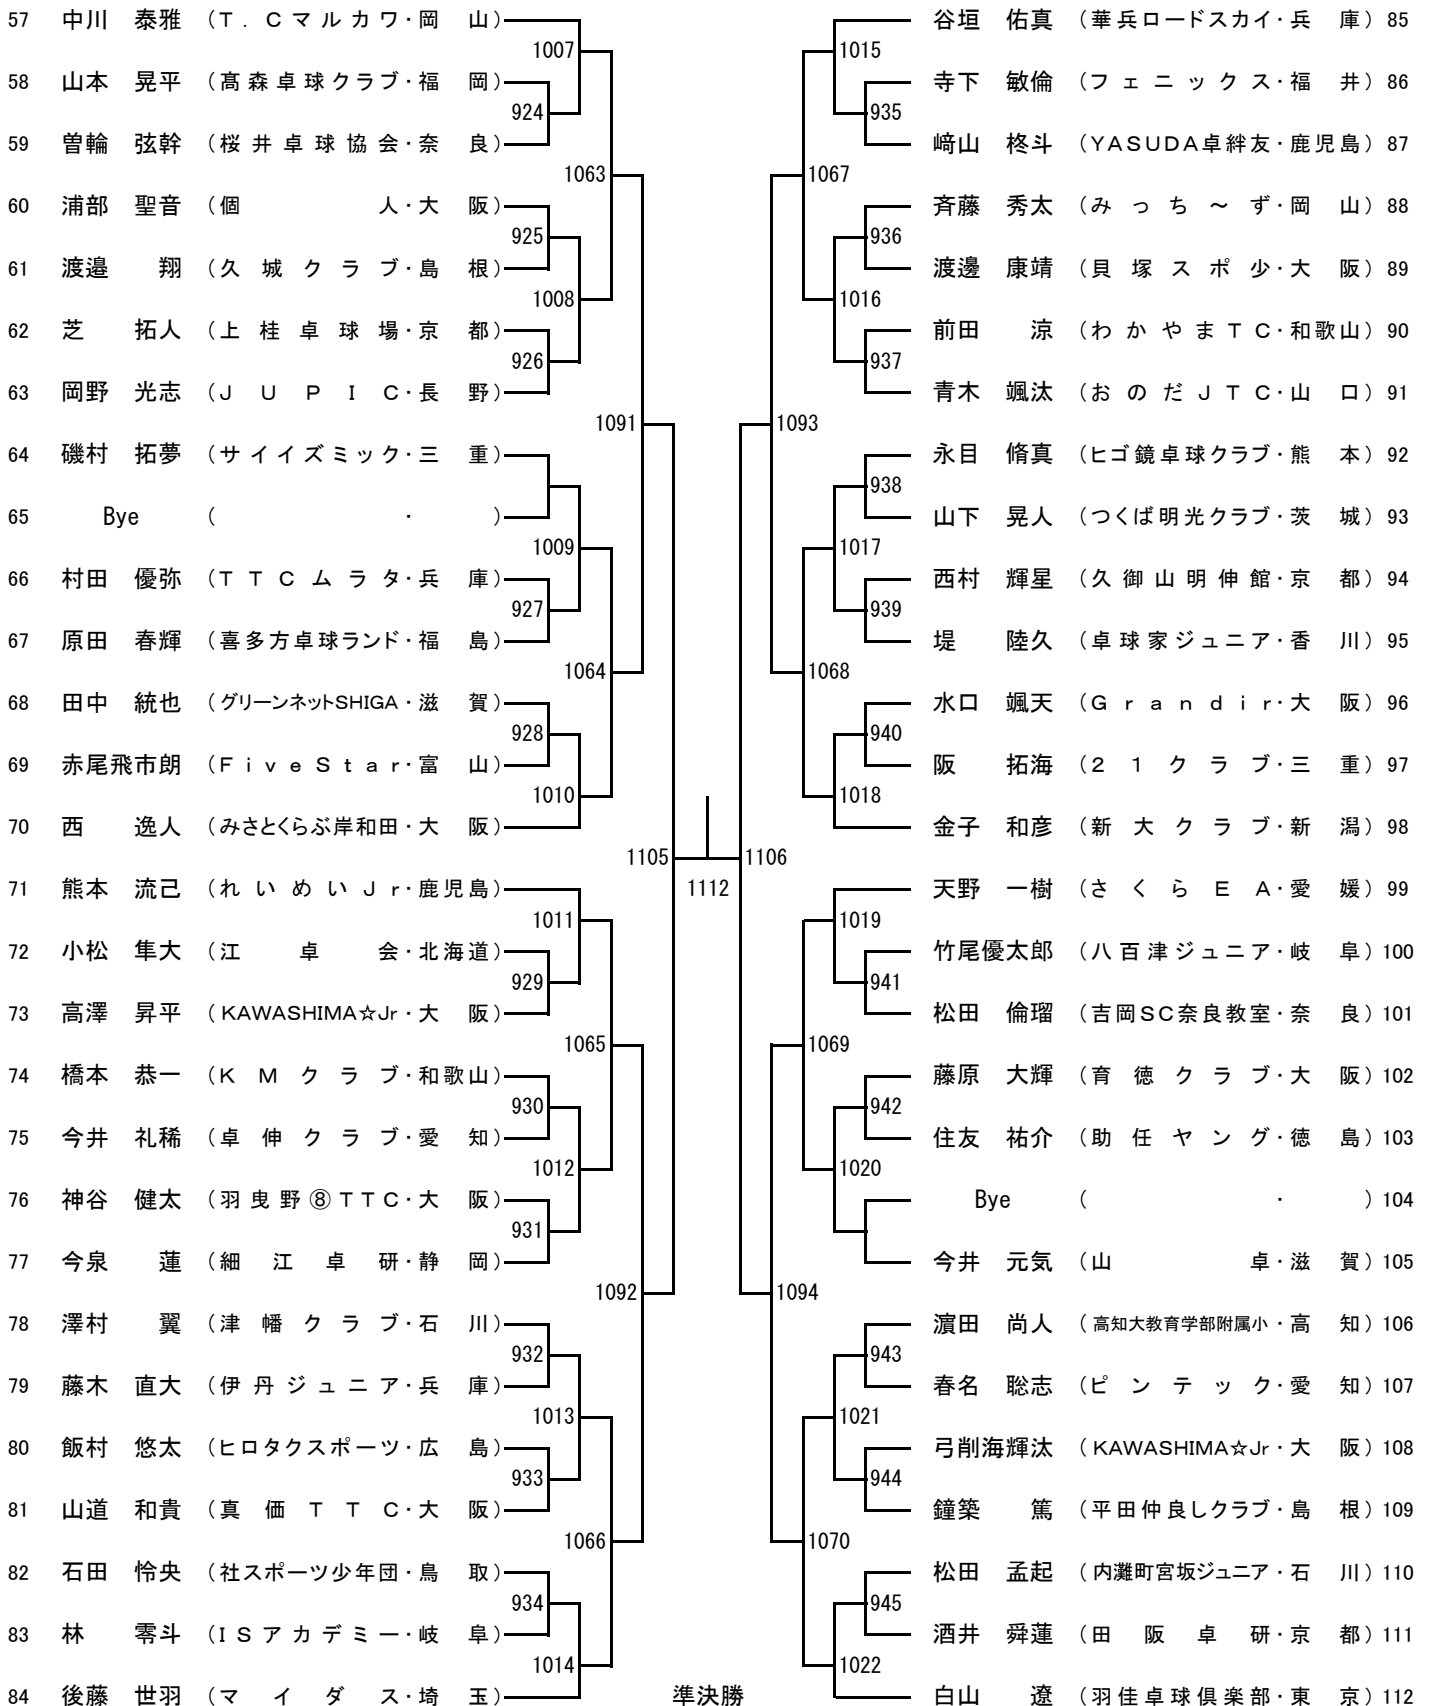 57 中川 泰雅 （T．Cマルカワ・岡 山）
1007
58 山本 晃平 （髙森卓球クラブ・福 岡）
924
59 曽輪 弦幹 （桜井卓球協会・奈 良）
1063
60 浦部 聖音 （個 人・大 阪）
925
61 渡邉 翔 （久城クラブ・島 根）
1008
62 芝 拓人 （上桂卓球場・京 都）
926
63 岡野 光志 （JUPIC・長 野）
1091
64 磯村 拓夢 （サイイズミック・三 重）
65 Bye （ ・ ）
1009
66 村田 優弥 （TTCムラタ・兵 庫）
927
67 原田 春輝 （喜多方卓球ランド・福 島）
1064
68 田中 統也 （グリーンネットSHIGA・滋 賀）
928
69 赤尾飛市朗 （FiveStar・富 山）
1010
70 西 逸人 （みさとくらぶ岸和田・大 阪）
1105
71 熊本 流己 （れいめいJr・鹿児島）
1011
72 小松 隼大 （江卓会・北海道）
929
73 高澤 昇平 （KAWASHIMA☆Jr・大 阪）
1065
74 橋本 恭一 （KMクラブ・和歌山）
930
75 今井 礼稀 （卓伸クラブ・愛 知）
1012
76 神谷 健太 （羽曳野⑧TTC・大 阪）
931
77 今泉 蓮 （細江卓研・静 岡）
1092
78 澤村 翼 （津幡クラブ・石 川）
932
79 藤木 直大 （伊丹ジュニア・兵 庫）
1013
80 飯村 悠太 （ヒロタクスポーツ・広 島）
933
81 山道 和貴 （真価TTC・大 阪）
1066
82 石田 怜央 （社スポーツ少年団・鳥 取）
934
83 林 零斗 （ISアカデミー・岐 阜）
1014
84 後藤 世羽 （マイダス・埼 玉）
1112
準決勝
谷垣 佑真 （華兵ロードスカイ・兵 庫） 85
1015
寺下 敏倫 （フェニックス・福 井） 86
935
﨑山 柊斗 （YASUDA卓絆友・鹿児島） 87
1067
斉藤 秀太 （みっち～ず・岡 山） 88
936
渡邊 康靖 （貝塚スポ少・大 阪） 89
1016
前田 涼 （わかやまTC・和歌山） 90
937
青木 颯汰 （おのだJTC・山 口） 91
1093
永目 脩真 （ヒゴ鏡卓球クラブ・熊 本） 92
938
山下 晃人 （つくば明光クラブ・茨 城） 93
1017
西村 輝星 （久御山明伸館・京 都） 94
939
堤 陸久 （卓球家ジュニア・香 川） 95
1068
水口 颯天 （Grandir・大 阪） 96
940
阪 拓海 （21クラブ・三 重） 97
1018
金子 和彦 （新大クラブ・新 潟） 98
1106
天野 一樹 （さくらEA・愛 媛） 99
1019
竹尾優太郎 （八百津ジュニア・岐 阜） 100
941
松田 倫瑠 （吉岡SC奈良教室・奈 良） 101
1069
藤原 大輝 （育徳クラブ・大 阪） 102
942
住友 祐介 （助任ヤング・徳 島） 103
1020
Bye （ ・ ） 104
今井 元気 （山卓・滋 賀） 105
1094
濵田 尚人 （高知大教育学部附属小・高 知） 106
943
春名 聡志 （ピンテック・愛 知） 107
1021
弓削海輝汰 （KAWASHIMA☆Jr・大 阪） 108
944
鐘築 篤 （平田仲良しクラブ・島 根） 109
1070
松田 孟起 （内灘町宮坂ジュニア・石 川） 110
945
酒井 舜蓮 （田阪卓研・京 都） 111
1022
白山 遼 （羽佳卓球倶楽部・東 京） 112